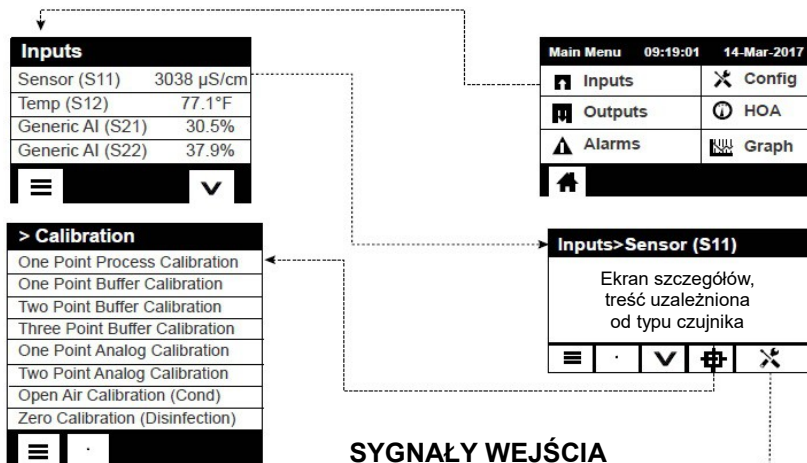 Inputs
Sensor (S11) 3038 µS/cm
Temp (S12) 77.1°F
Generic AI (S21) 30.5%
Generic AI (S22) 37.9%
Main Menu 09:19:01 14-Mar-2017
Inputs Config
Outputs HOA
Alarms Graph
> Calibration
One Point Process Calibration
One Point Buffer Calibration
Two Point Buffer Calibration
Three Point Buffer Calibration
One Point Analog Calibration
Two Point Analog Calibration
Open Air Calibration (Cond)
Zero Calibration (Disinfection)
Inputs>Sensor (S11)
Ekran szczegółów,
treść uzależniona
od typu czujnika
SYGNAŁY WEJŚCIA